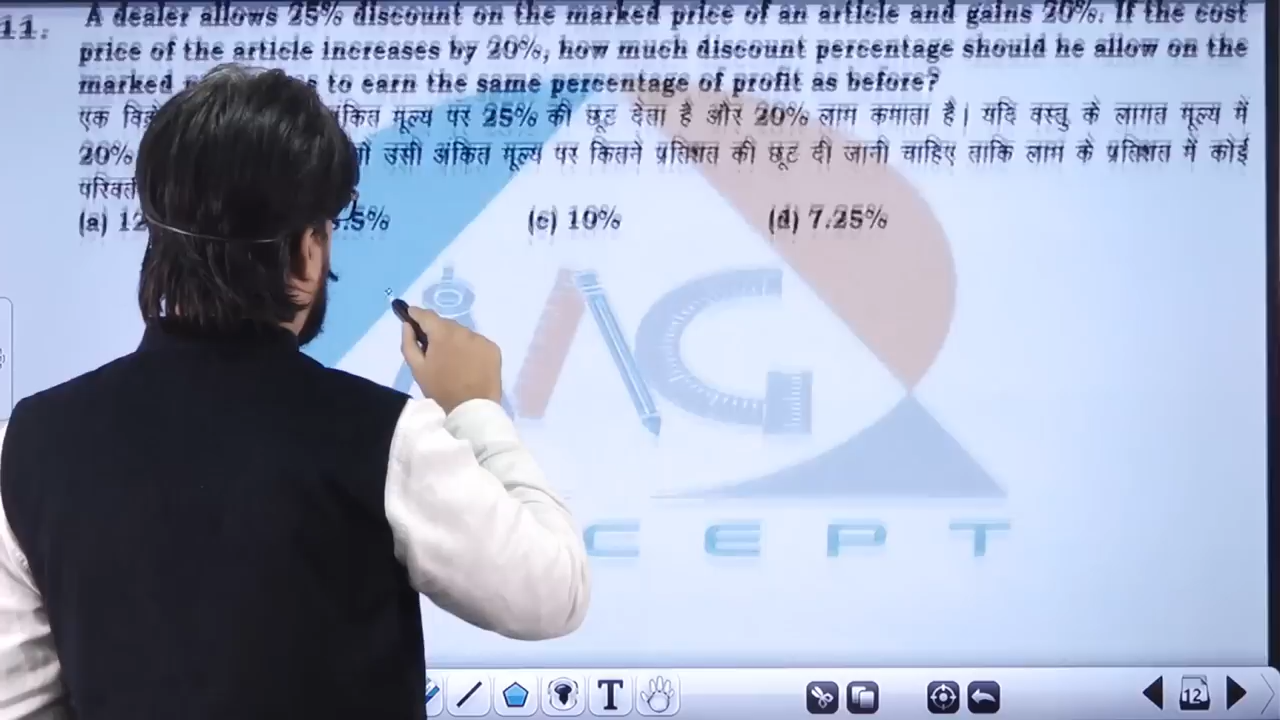 11. A dealer allows 25% discount on the marked price of an article and gains 20%. If the cost
price of the article increases by 20%, how much discount percentage should he allow on the
marked to earn the same percentage of profit as before?
एक अंकित मूल्य पर 25% की छूट देता है और 20% लाभ कमाता है। यदि वस्तु के लागत मूल्य में
20% उसी अंकित मूल्य पर कितने प्रतिशत की छूट दी जानी चाहिए ताकि लाभ के प्रतिशत में कोई
(a) (c) 10% (d) 7.25%
C E P T
T 12